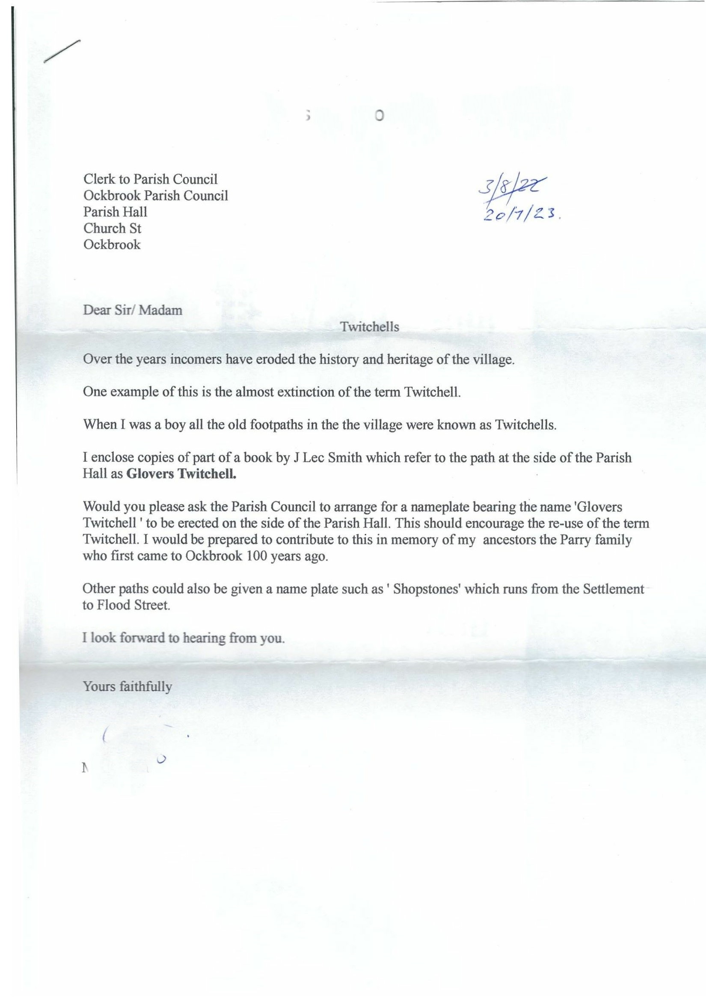 Clerk to Parish Council
Ockbrook Parish Council
Parish Hall
Church St
Ockbrook
3/8/22
20/1/23.
Dear Sir/ Madam
Twitchells
Over the years incomers have eroded the history and heritage of the village.
One example of this is the almost extinction of the term Twitchell.
When I was a boy all the old footpaths in the the village were known as Twitchells.
I enclose copies of part of a book by J Lec Smith which refer to the path at the side of the Parish
Hall as Glovers Twitchell.
Would you please ask the Parish Council to arrange for a nameplate bearing the name 'Glovers
Twitchell ' to be erected on the side of the Parish Hall. This should encourage the re-use of the term
Twitchell. I would be prepared to contribute to this in memory of my  ancestors the Parry family
who first came to Ockbrook 100 years ago.
Other paths could also be given a name plate such as ' Shopstones' which runs from the Settlement
to Flood Street.
I look forward to hearing from you.
Yours faithfully